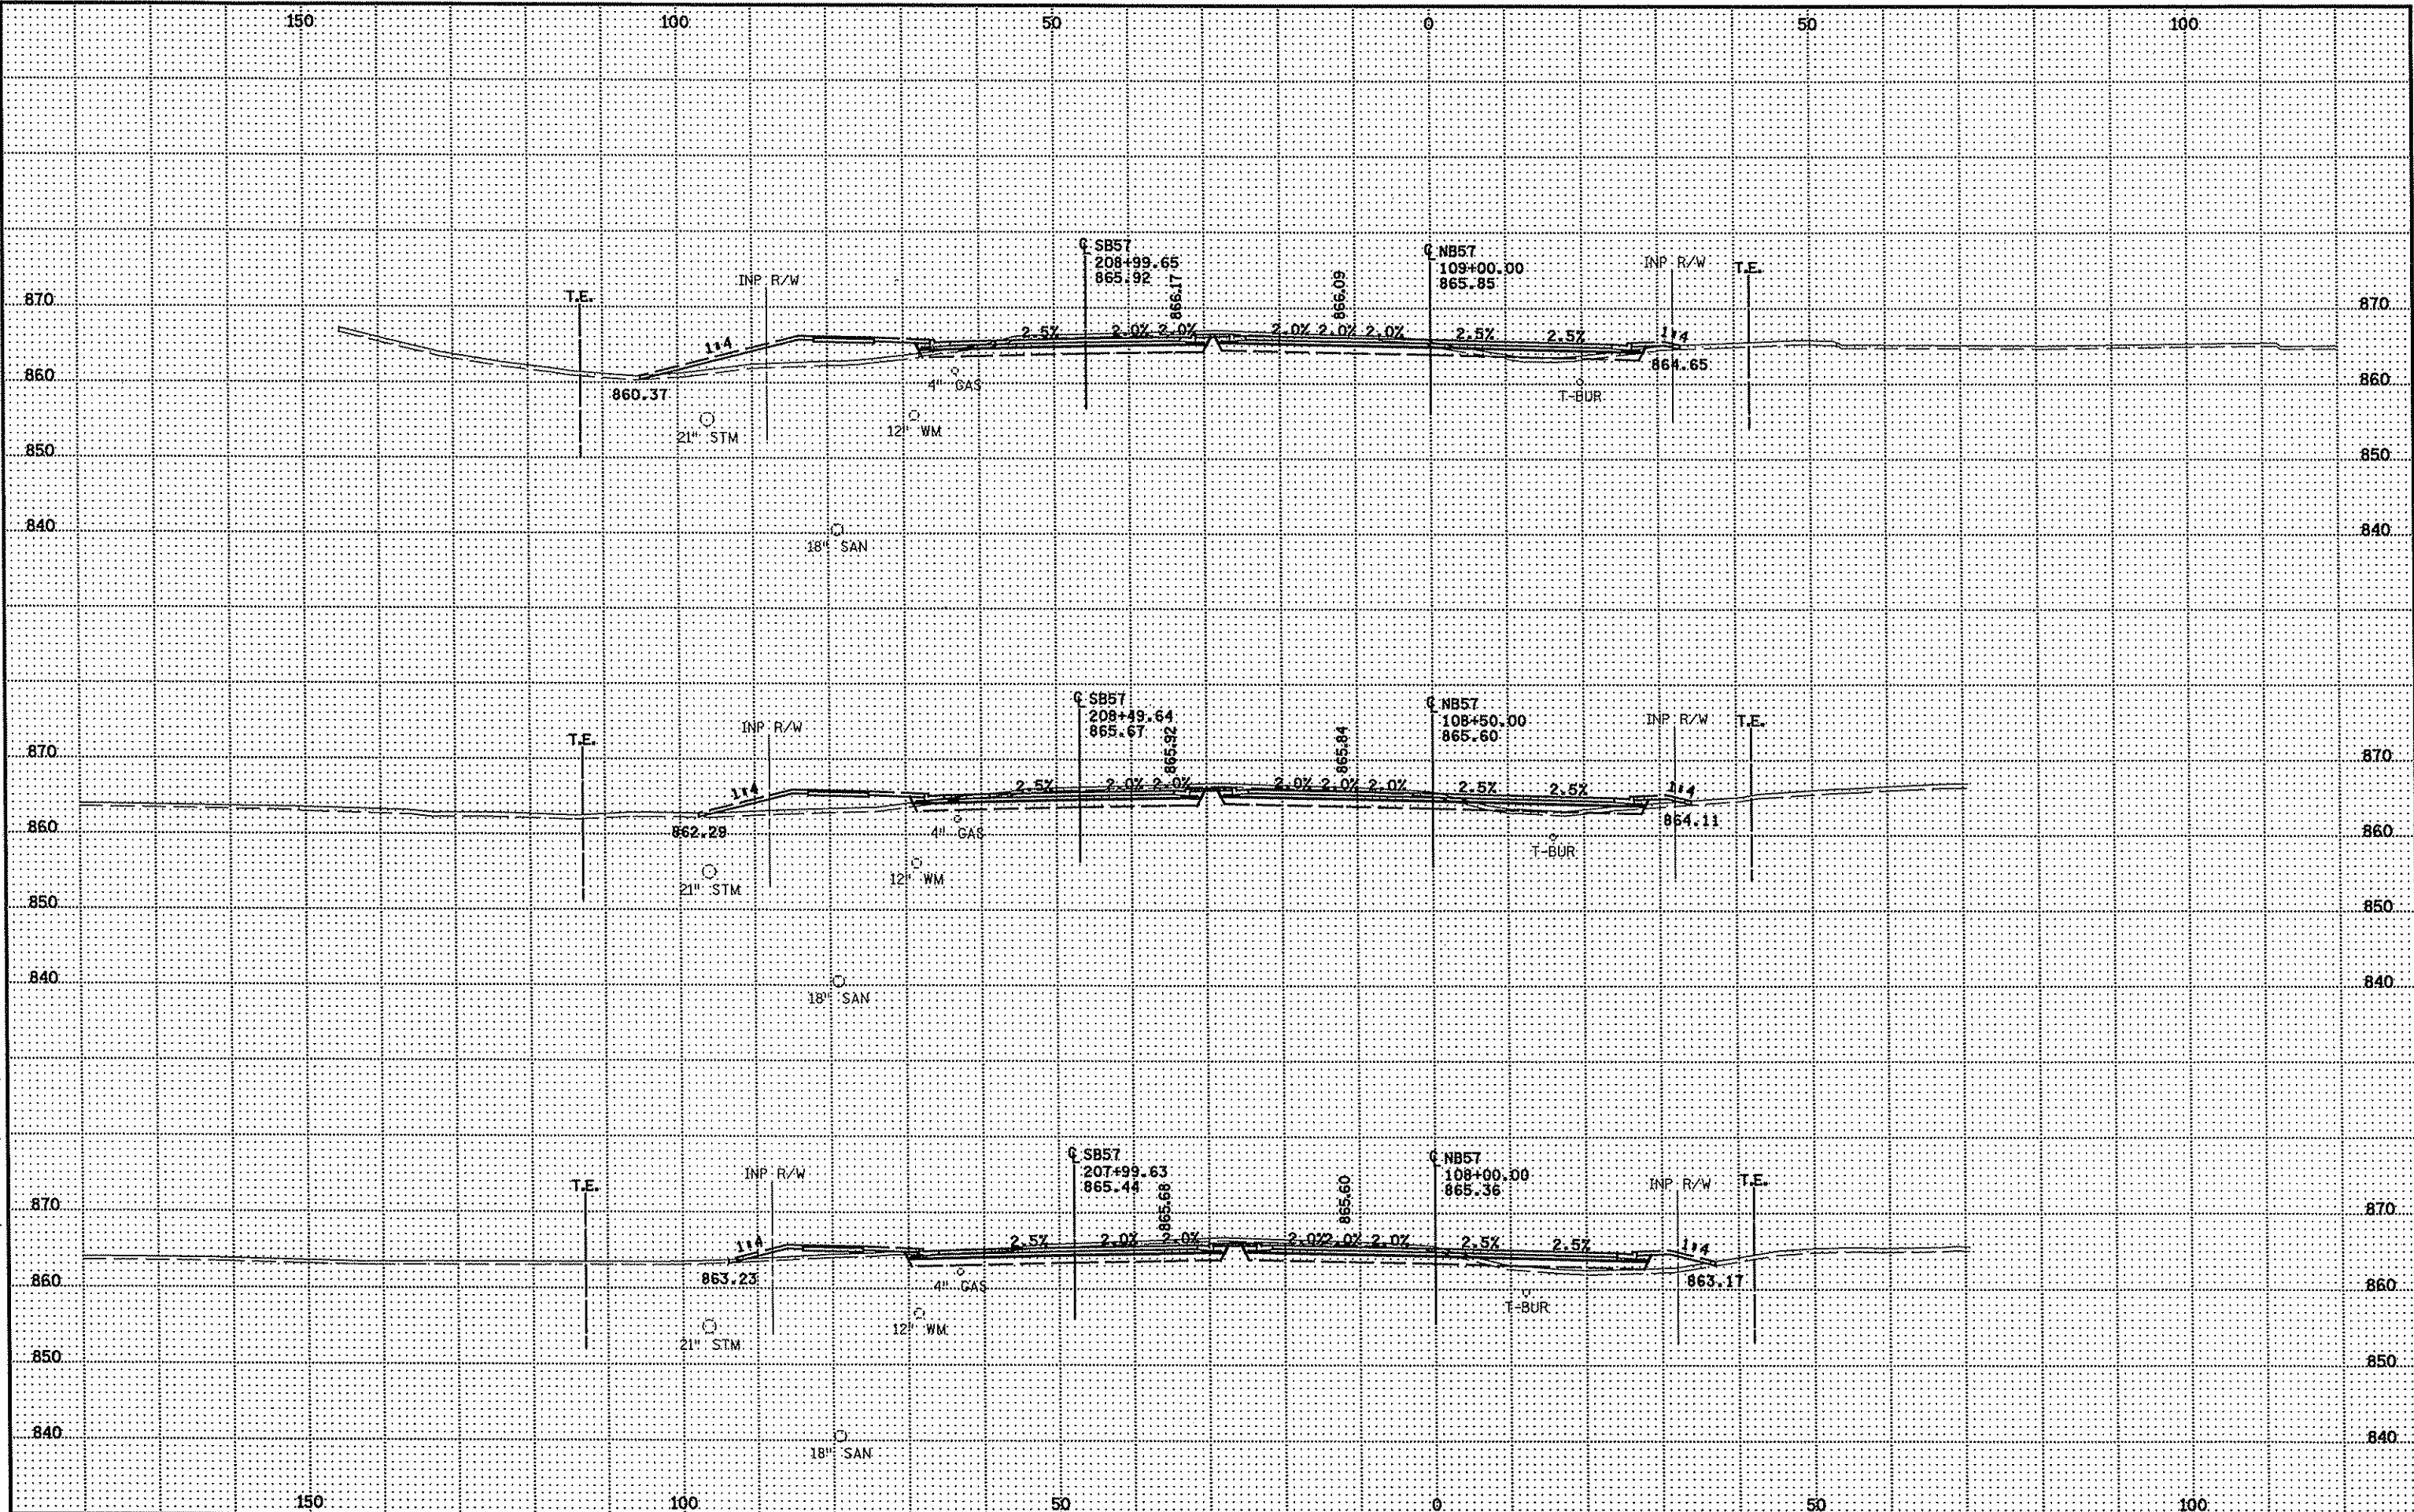 150 100 50 0 50 100
℄ SB57
208+99.65
865.92
℄ NB57
109+00.00
865.85
INP R/W
T.E.
866.17
866.09
INP R/W
T.E.
870
870
1:4
2.5%
2.0%
2.0%
2.0%
2.0%
2.0%
2.5%
2.5%
1:4
864.65
860
860
860.37
4" GAS
T-BUR
21" STM
12" WM
850
850
840
840
18" SAN
℄ SB57
208+49.64
865.67
℄ NB57
108+50.00
865.60
INP R/W
T.E.
865.92
865.84
INP R/W
T.E.
870
870
1:4
2.5%
2.0%
2.0%
2.0%
2.0%
2.0%
2.5%
2.5%
1:4
860
862.29
4" GAS
864.11
860
T-BUR
21" STM
12" WM
850
850
840
840
18" SAN
℄ SB57
207+99.63
865.44
℄ NB57
108+00.00
865.36
INP R/W
T.E.
865.68
865.60
INP R/W
T.E.
870
870
1:4
2.5%
2.0%
2.0%
2.0%
2.0%
2.0%
2.5%
2.5%
1:4
860
863.23
4" GAS
863.17
860
T-BUR
21" STM
12" WM
850
850
840
840
18" SAN
150 100 50 0 50 100